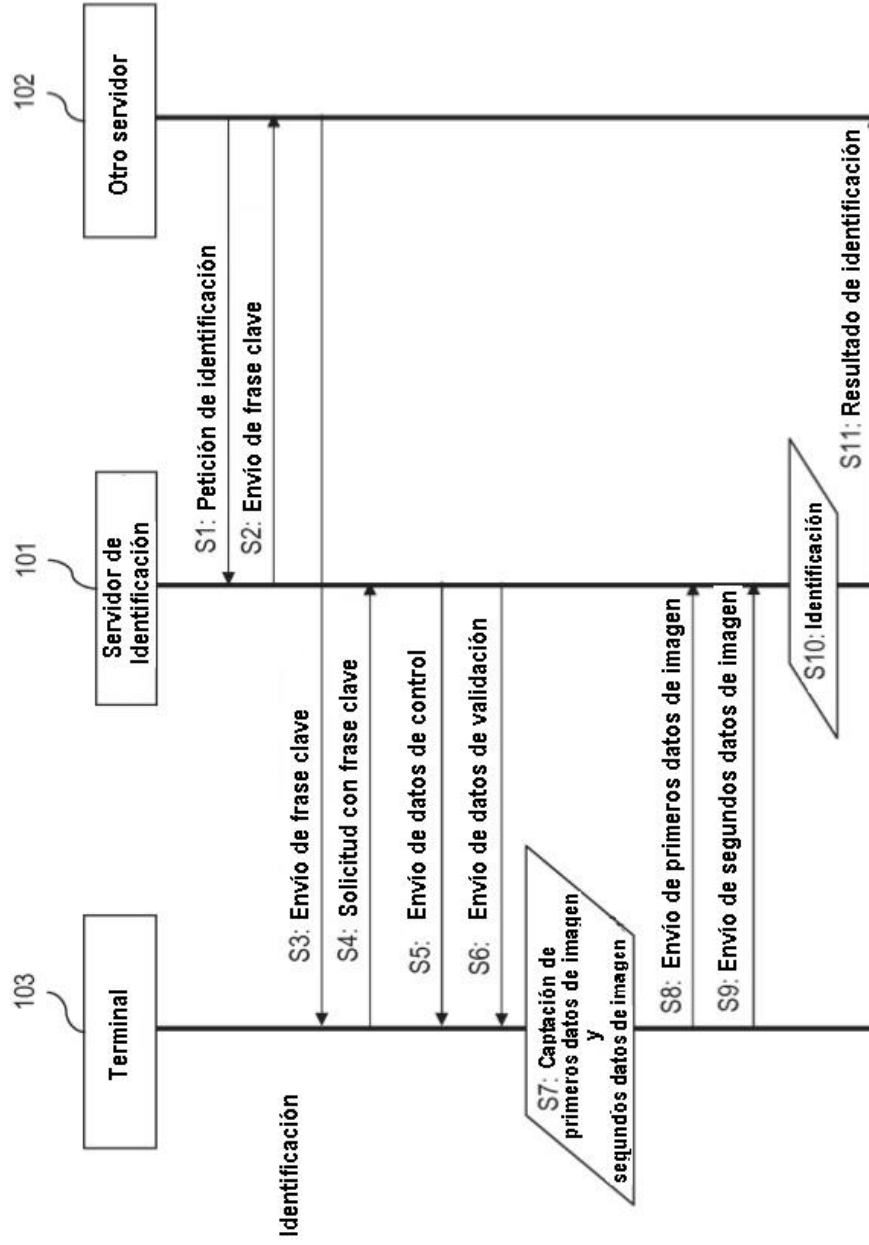 Identificación
103
Terminal
101
Servidor de
Identificación
102
Otro servidor
S1: Petición de identificación
S2: Envío de frase clave
S3: Envío de frase clave
S4: Solicitud con frase clave
S5: Envío de datos de control
S6: Envío de datos de validación
S7: Captación de
primeros datos de imagen
y
segundos datos de imagen
S8: Envío de primeros datos de imagen
S9: Envío de segundos datos de imagen
S10: Identificación
S11: Resultado de identificación